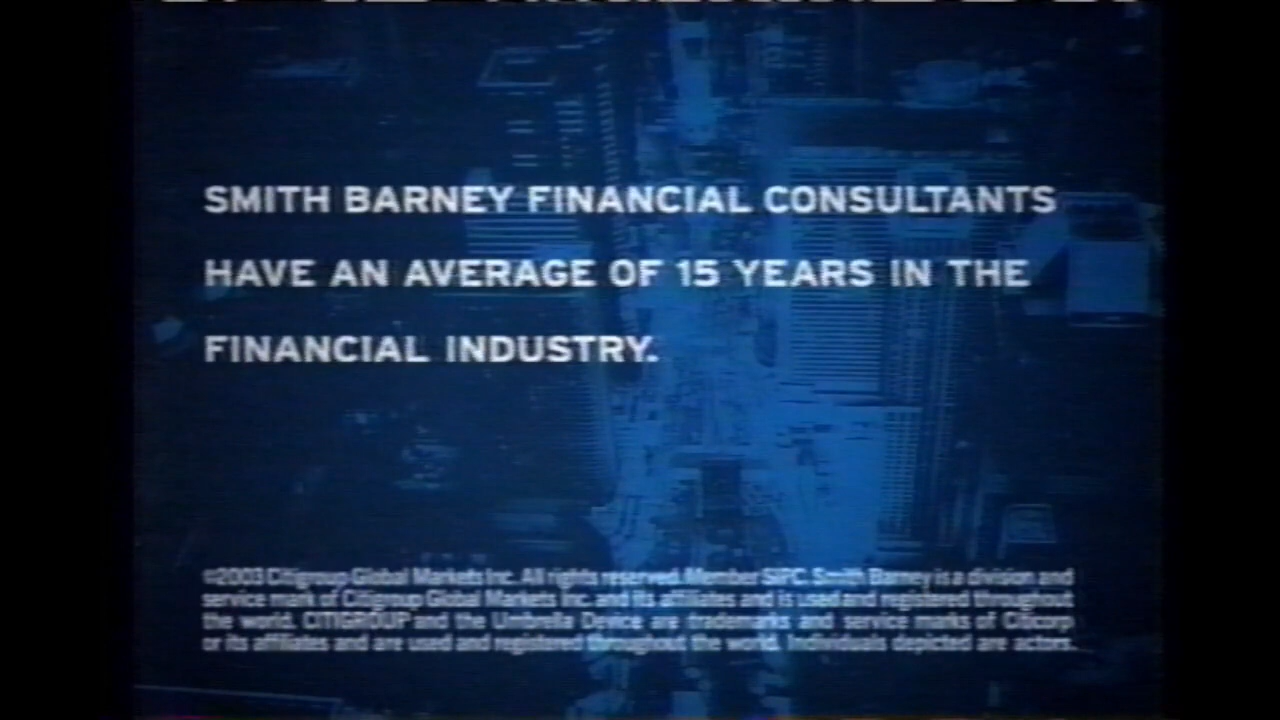 SMITH BARNEY FINANCIAL CONSULTANTS
HAVE AN AVERAGE OF 15 YEARS IN THE
FINANCIAL INDUSTRY.
©2003 Citigroup Global Markets Inc. All rights reserved. Member SIPC. Smith Barney is a division and
service mark of Citigroup Global Markets Inc. and its affiliates and is used and registered throughout
the world. CITIGROUP and the Umbrella Device are trademarks and service marks of Citicorp
or its affiliates and are used and registered throughout the world. Individuals depicted are actors.